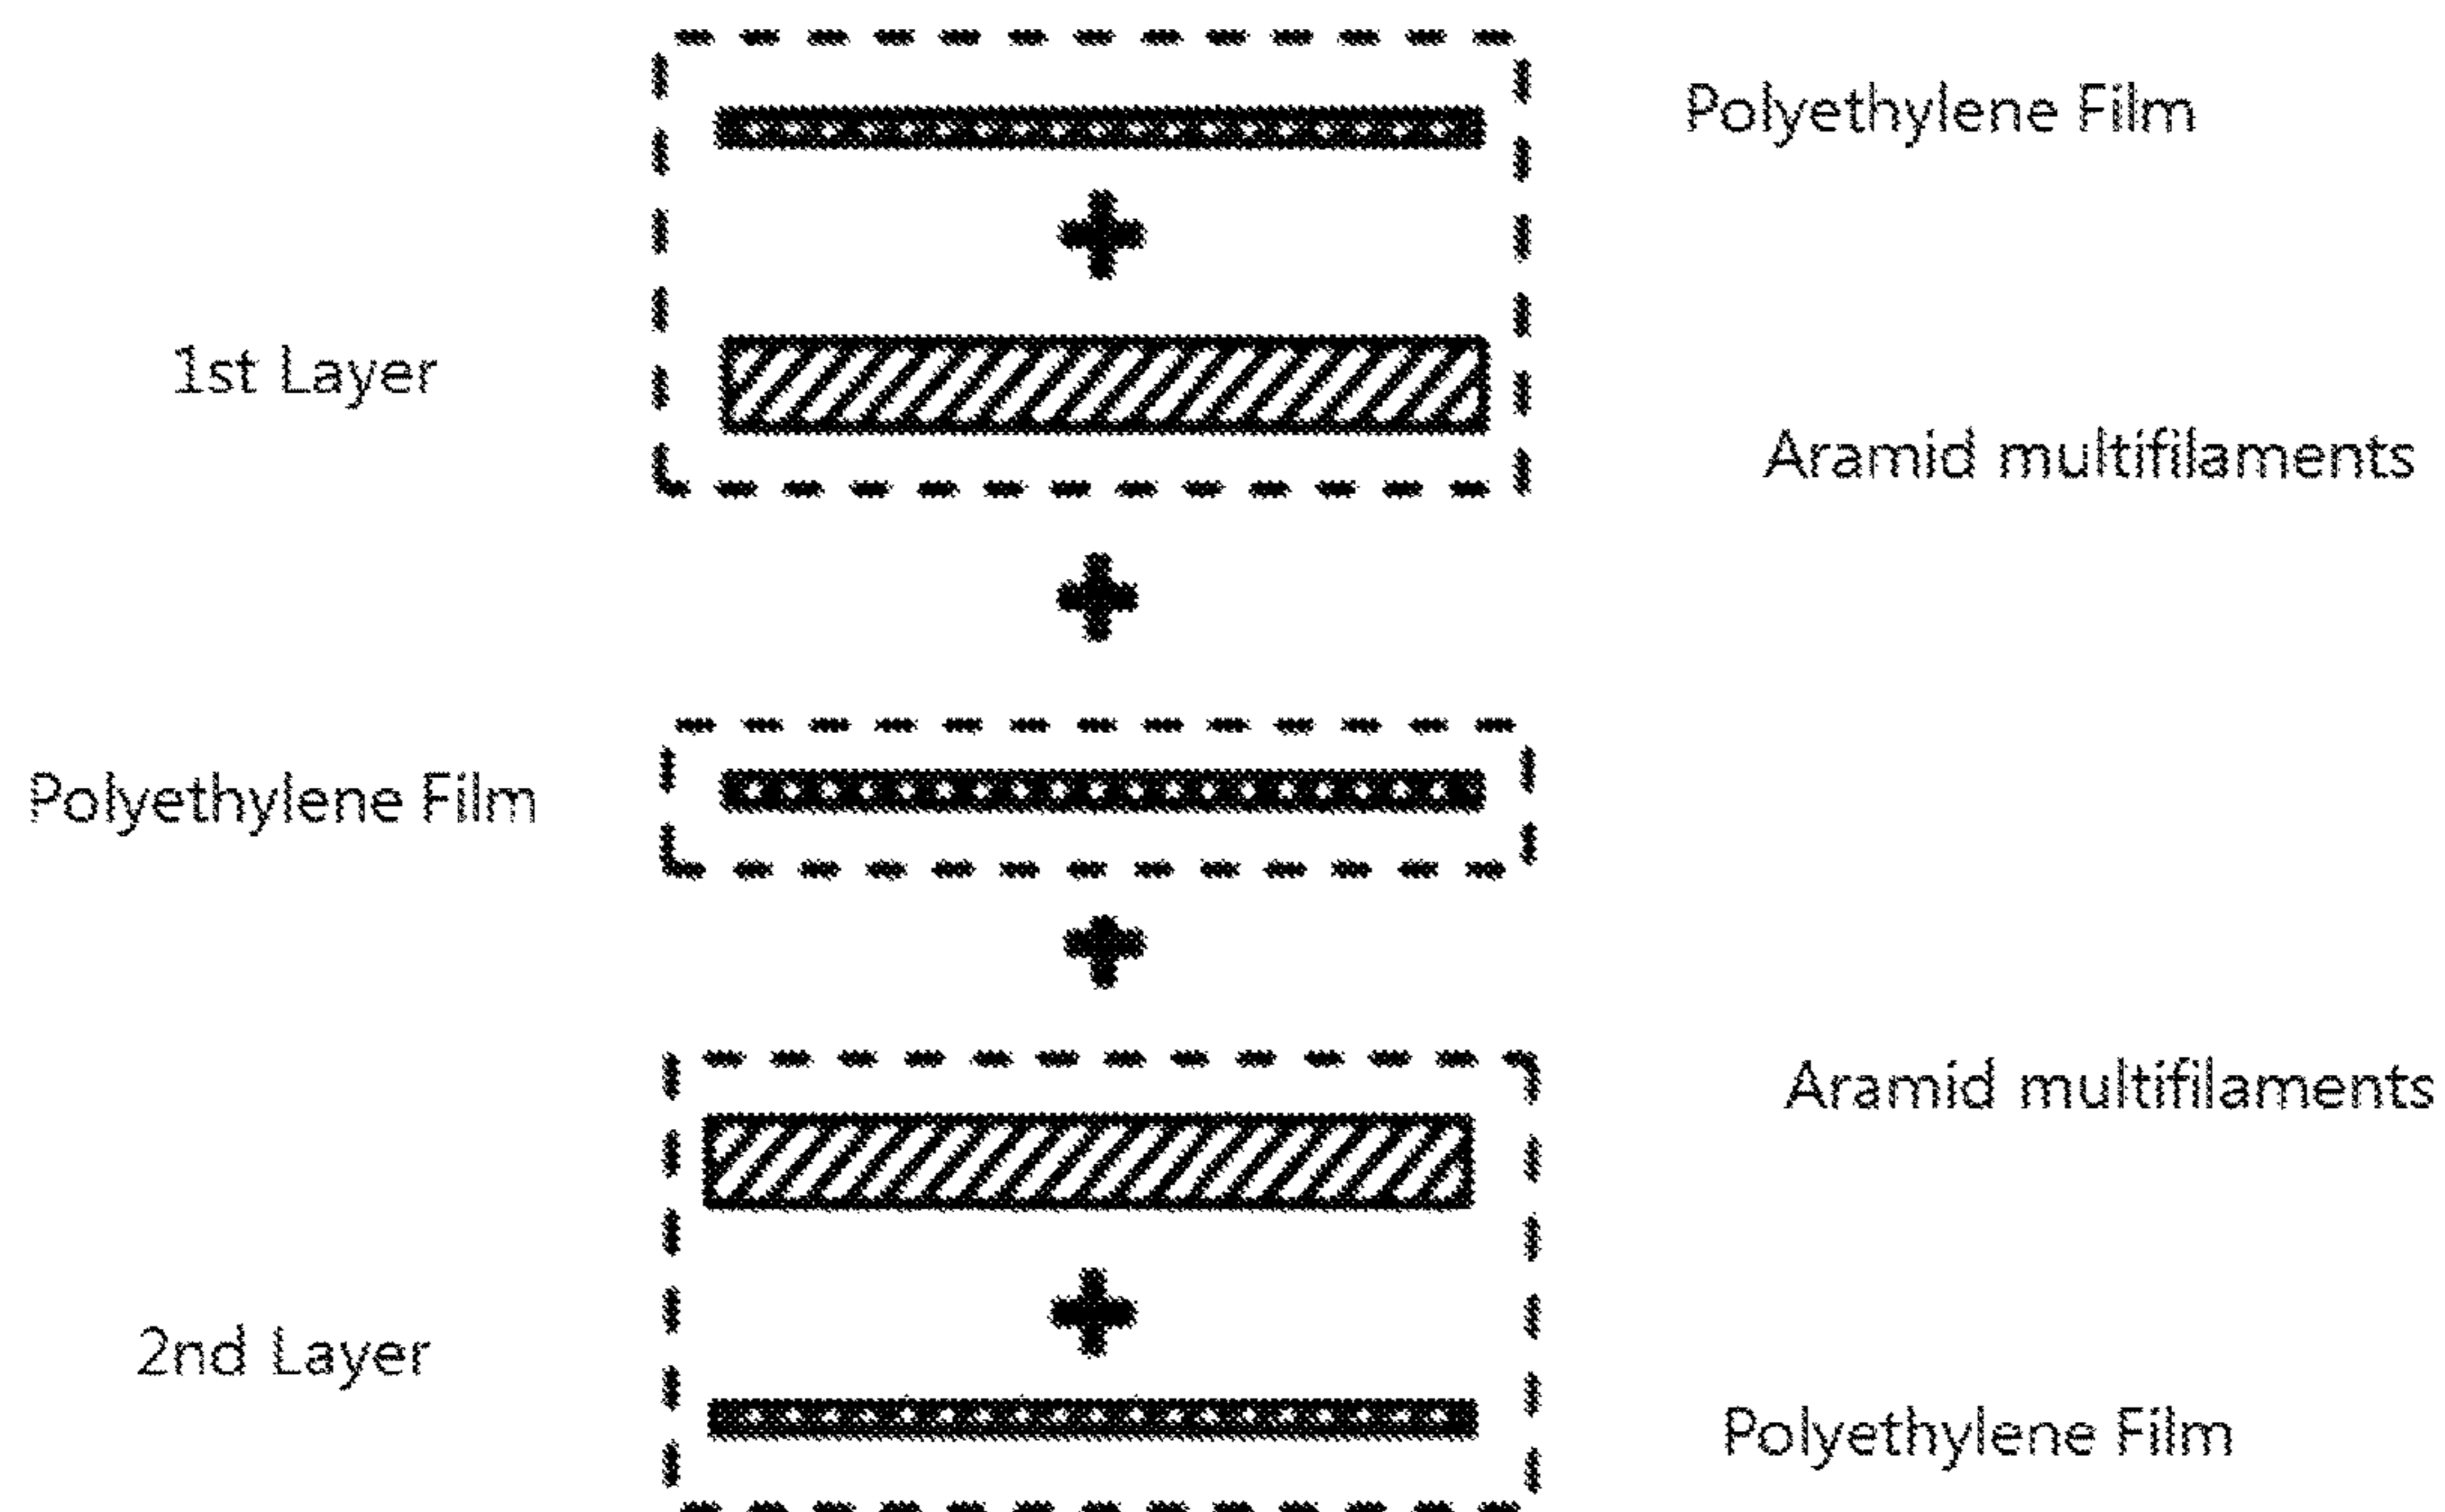 Polyethylene Film
1st Layer
Aramid multifilaments
Polyethylene Film
Aramid multifilaments
2nd Layer
Polyethylene Film